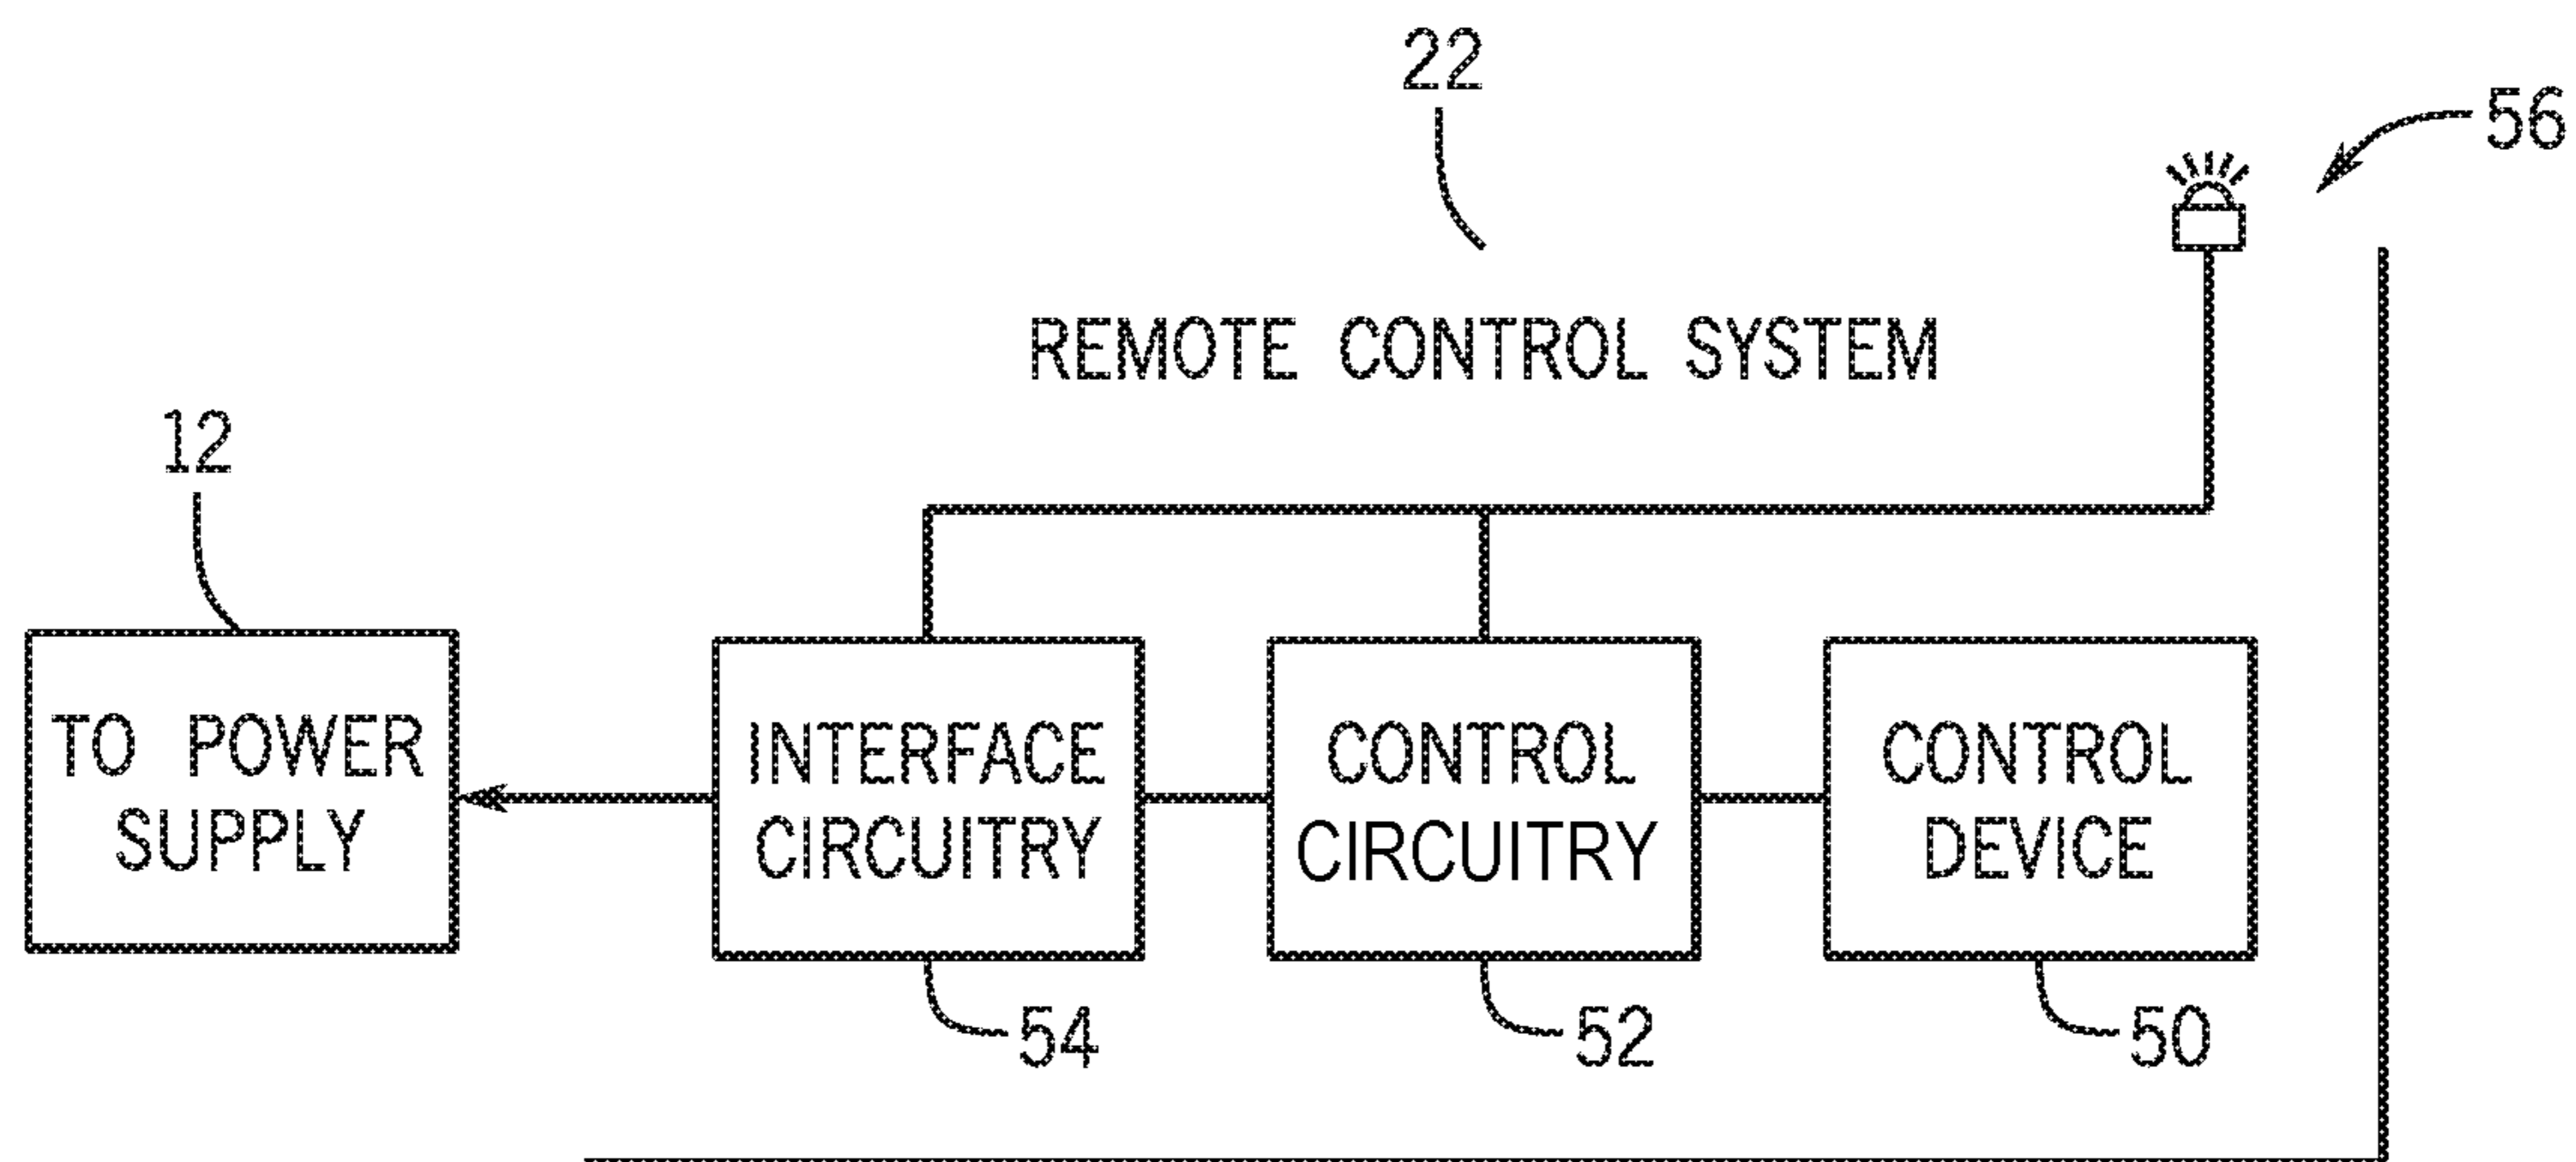 22
56
REMOTE CONTROL SYSTEM
12
TO POWER
SUPPLY
INTERFACE
CIRCUITRY
CONTROL
CIRCUITRY
CONTROL
DEVICE
54
52
50